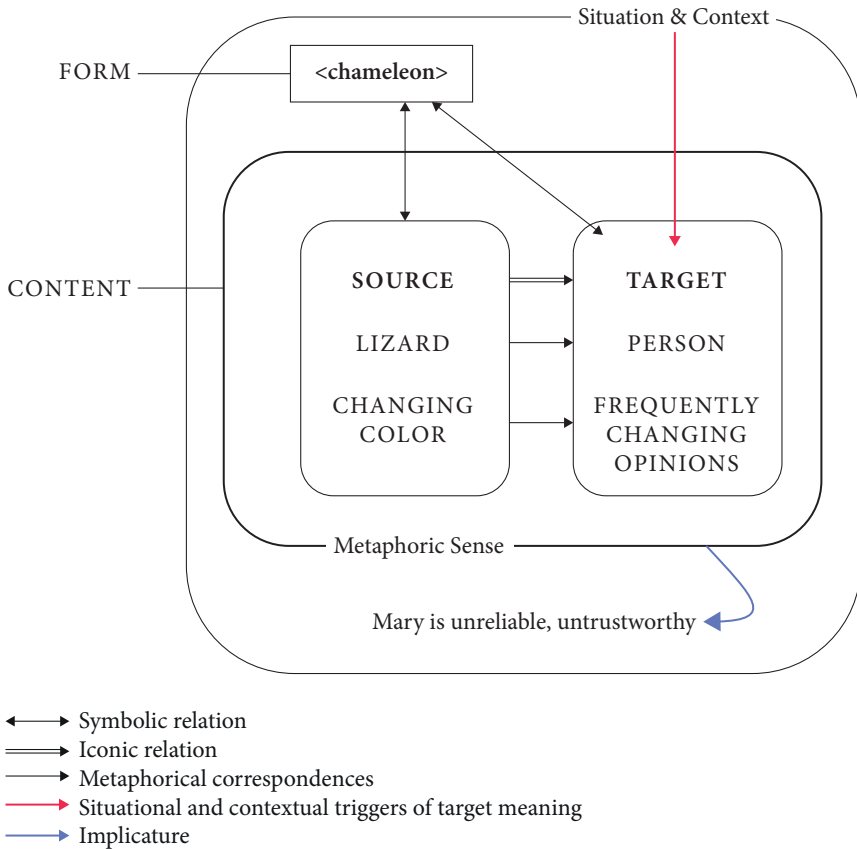 Situation & Context
FORM
<chameleon>
CONTENT
SOURCE
TARGET
LIZARD
PERSON
CHANGING
COLOR
FREQUENTLY
CHANGING
OPINIONS
Metaphoric Sense
Mary is unreliable, untrustworthy
Symbolic relation
Iconic relation
Metaphorical correspondences
Situational and contextual triggers of target meaning
Implicature